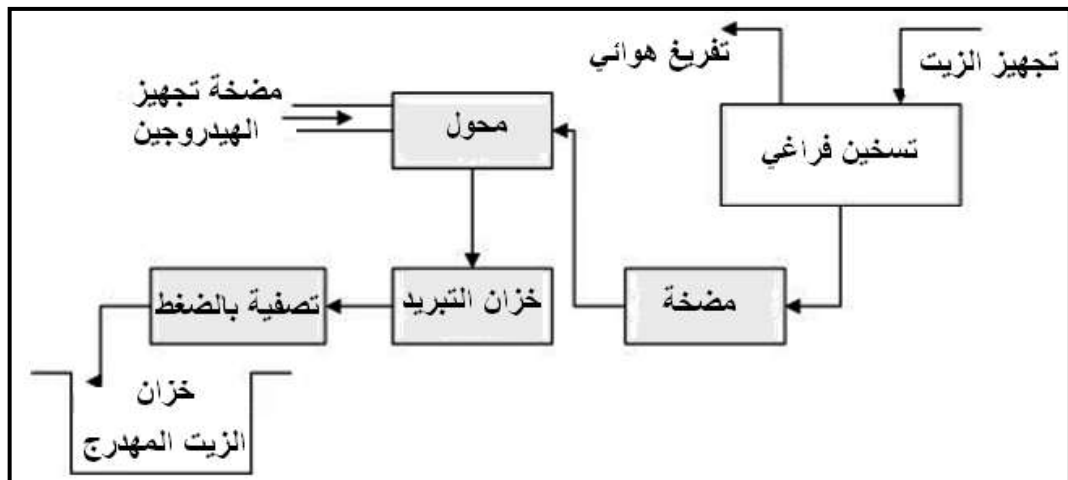 تجهيز الزيت
تفريغ هوائي
تسخين فراغي
مضخة تجهيز
الهيدروجين
محول
مضخة
خزان التبريد
تصفية بالضغط
خزان
الزيت المهدرج